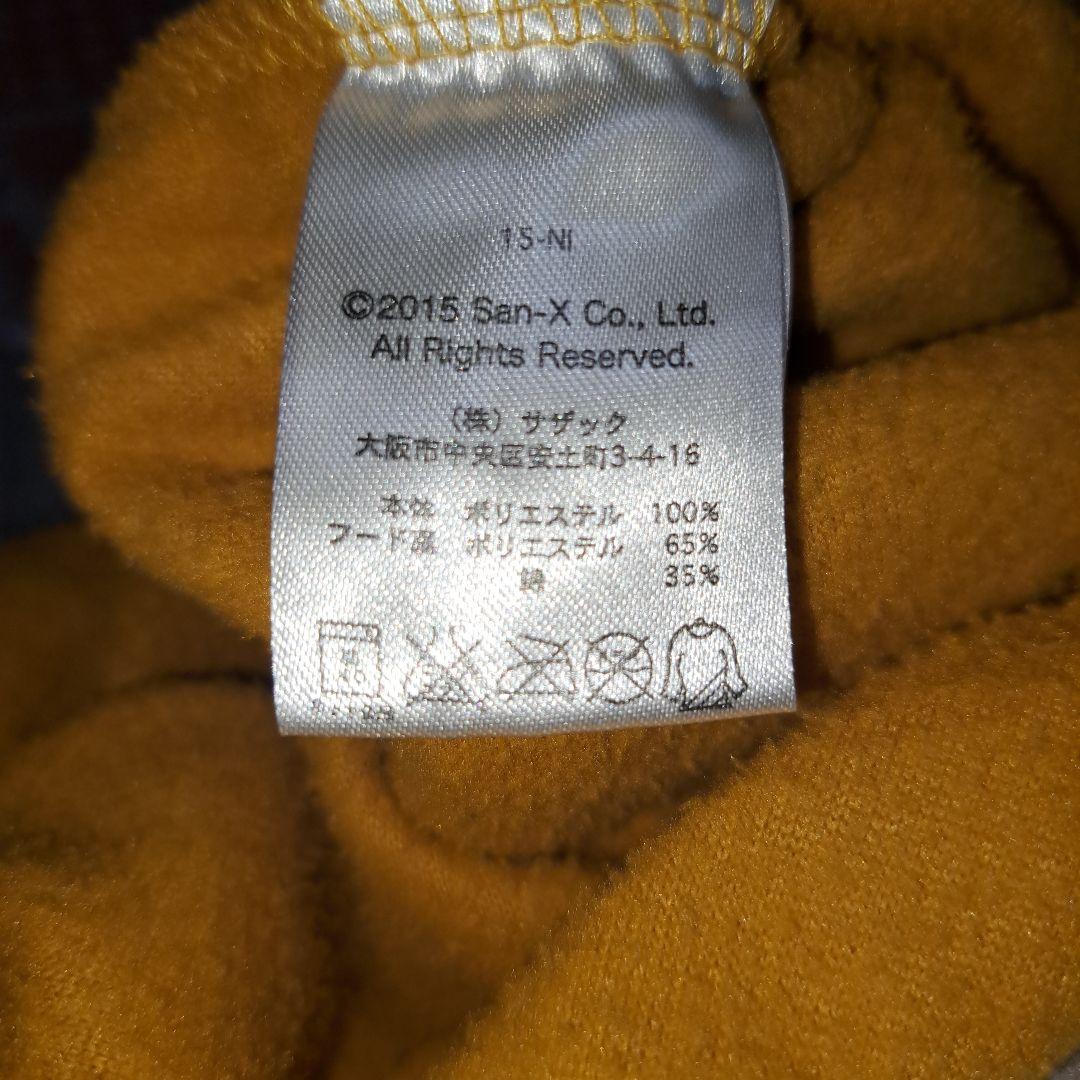 15-NI
©2015 San-X Co., Ltd.
All Rights Reserved.
(株) サザック
大阪市中央区安土町3-4-16
本体 ポリエステル 100%
フード裏 ポリエステル 65%
綿 35%